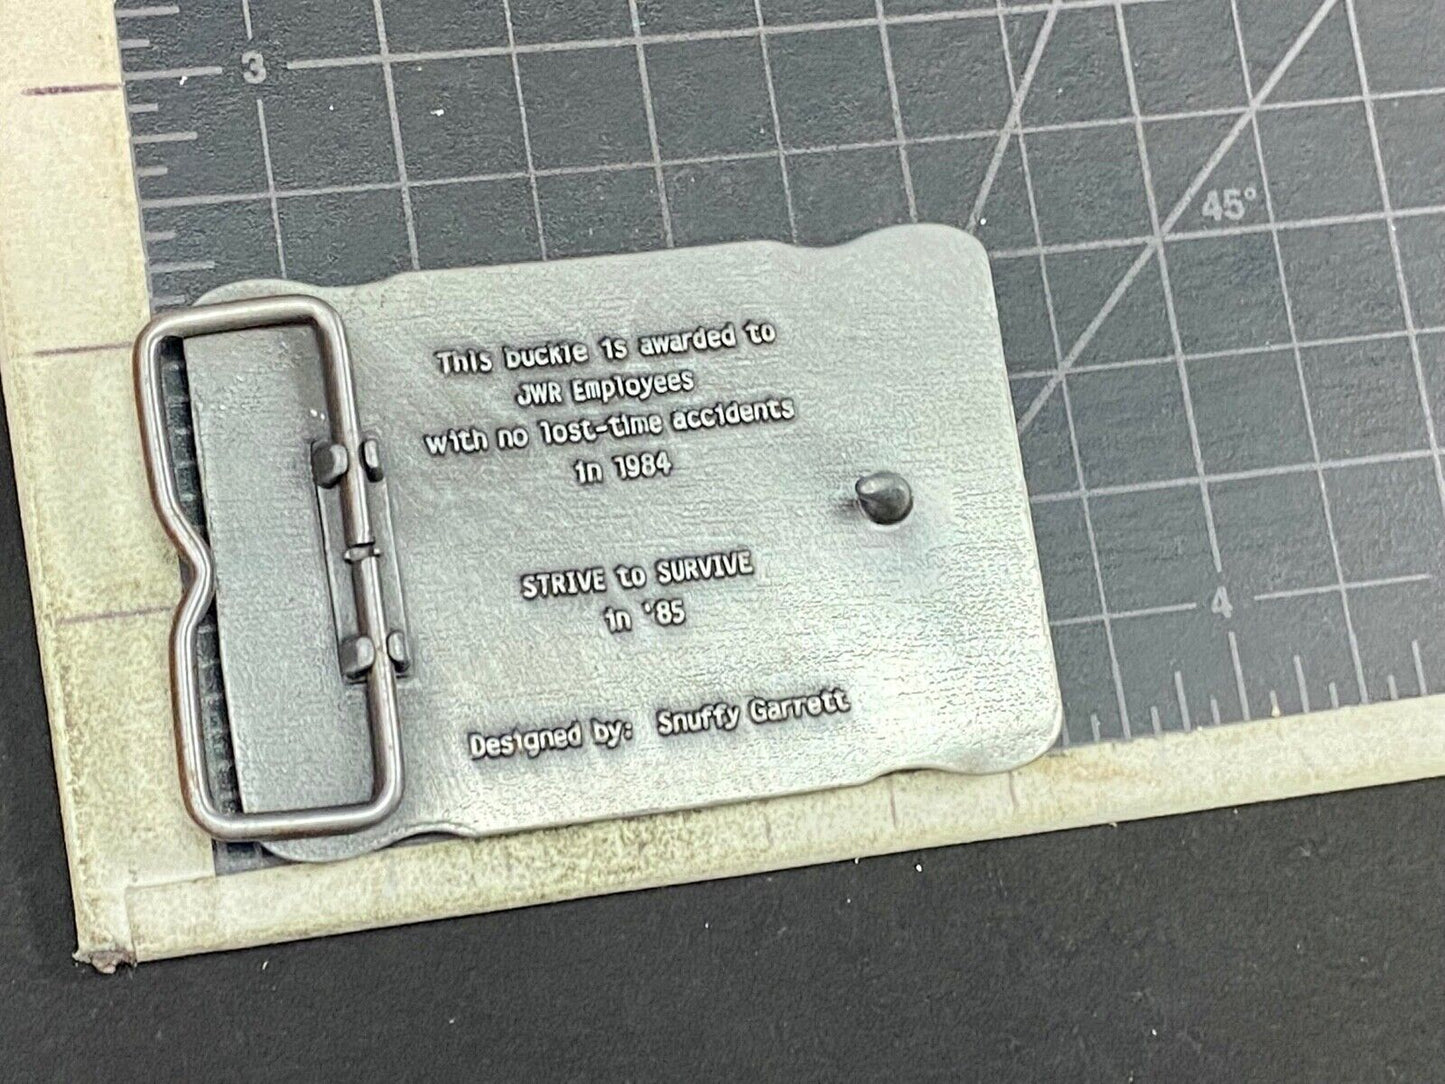 3
45°
This buckle is awarded to
JWR Employees
with no lost-time accidents
in 1984
STRIVE to SURVIVE
in '85
Designed by: Snuffy Garrett
4